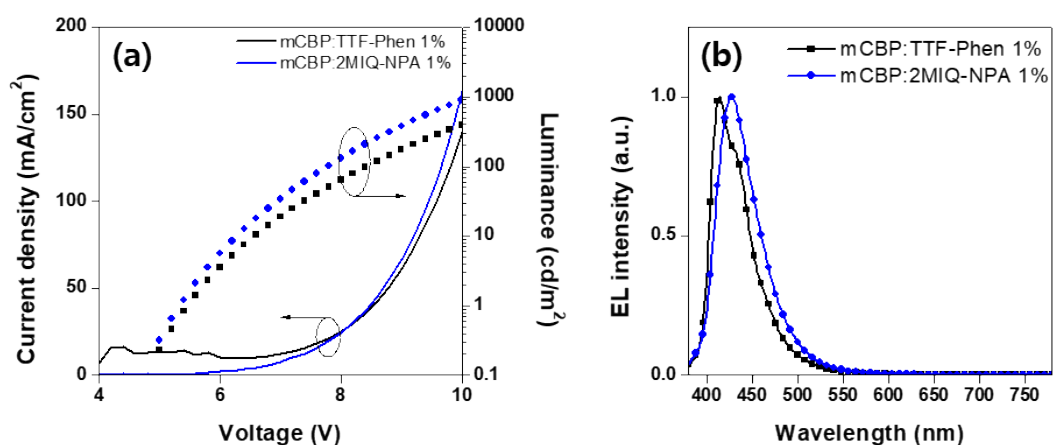 (a)
mCBP:TTF-Phen 1%
mCBP:2MIQ-NPA 1%
Current density (mA/cm²)
200
150
100
50
0
4
6
8
10
Voltage (V)
10000
1000
100
10
1
0.1
Luminance (cd/m²)
(b)
mCBP:TTF-Phen 1%
mCBP:2MIQ-NPA 1%
EL intensity (a.u.)
1.0
0.5
0.0
400 450 500 550 600 650 700 750
Wavelength (nm)